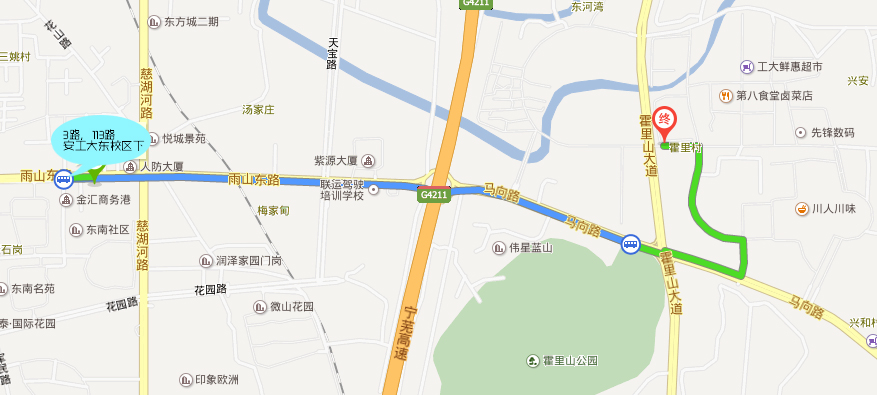 G4211
东河湾
东方城二期
花山路
天宝路
三姚村
慈湖河路
工大鲜惠超市
兴安
第八食堂卤菜店
汤家庄
3路，113路
安工大东校区下
悦城景苑
终
霍里山大道
霍里村
先锋数码
紫源大厦
人防大厦
雨山东
雨山东路
联运驾驶
培训学校
G4211
马向路
金汇商务港
梅家甸
川人川味
马向路
东南社区
慈湖河路
石岗
伟星蓝山
润泽家园门岗
霍里山大道
东南名苑
花园路
花园路
马向路
微山花园
宁芜高速
泰·国际花园
兴和村
霍里山公园
印象欧洲